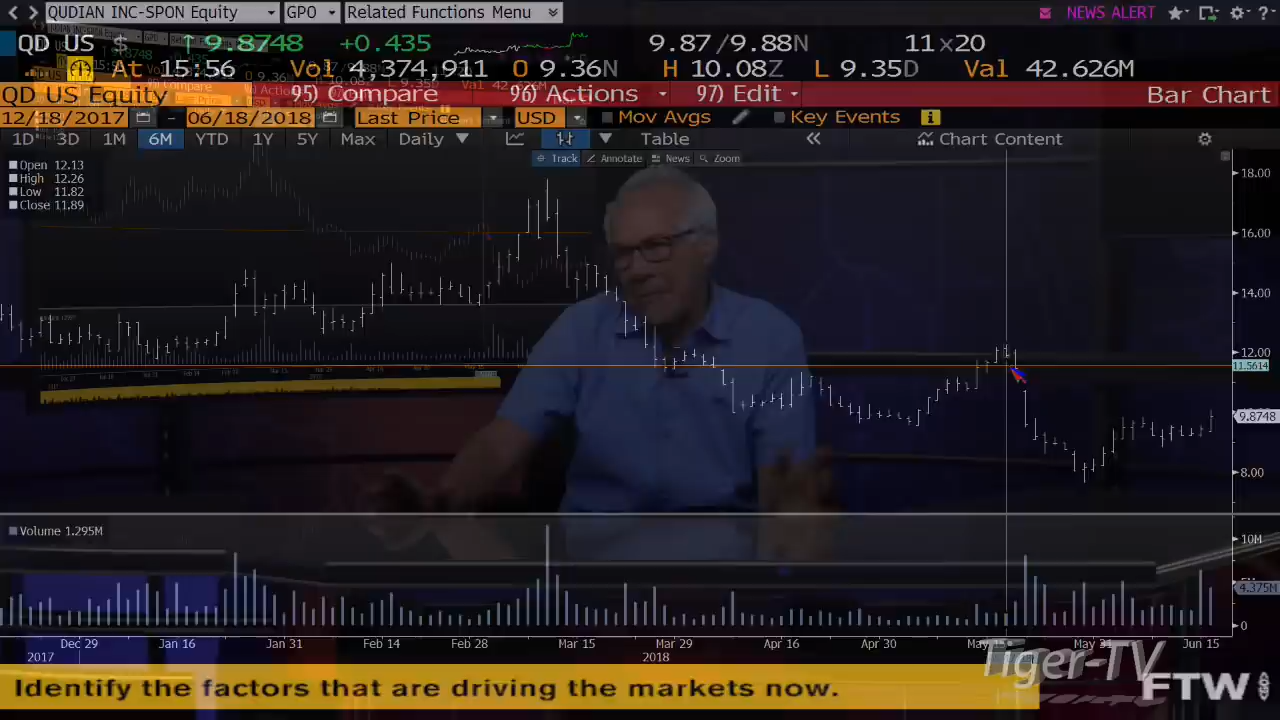 QUDIAN INC-SPON Equity GPO Related Functions Menu NEWS ALERT
QD US $ ↑ 9.8748 +0.435 9.87/9.88N 11x20
At 15:56 Vol 4,374,911 O 9.36N H 10.08Z L 9.35D Val 42.626M
QD US Equity 95) Compare 96) Actions 97) Edit Bar Chart
12/18/2017 - 06/18/2018 Last Price USD Mov Avgs Key Events
1D 3D 1M 6M YTD 1Y 5Y Max Daily Table Chart Content
Track Annotate News Zoom
Open 12.13
High 12.26
Low 11.82
Close 11.89
18.00
16.00
14.00
12.00
11.5614
9.8748
8.00
Volume 1.295M
10M
4.375M
0
Dec 29 Jan 16 Jan 31 Feb 14 Feb 28 Mar 15 Mar 29 Apr 16 Apr 30 May 15 May 31 Jun 15
2017 2018
Tiger-TV
Identify the factors that are driving the markets now.
FTW